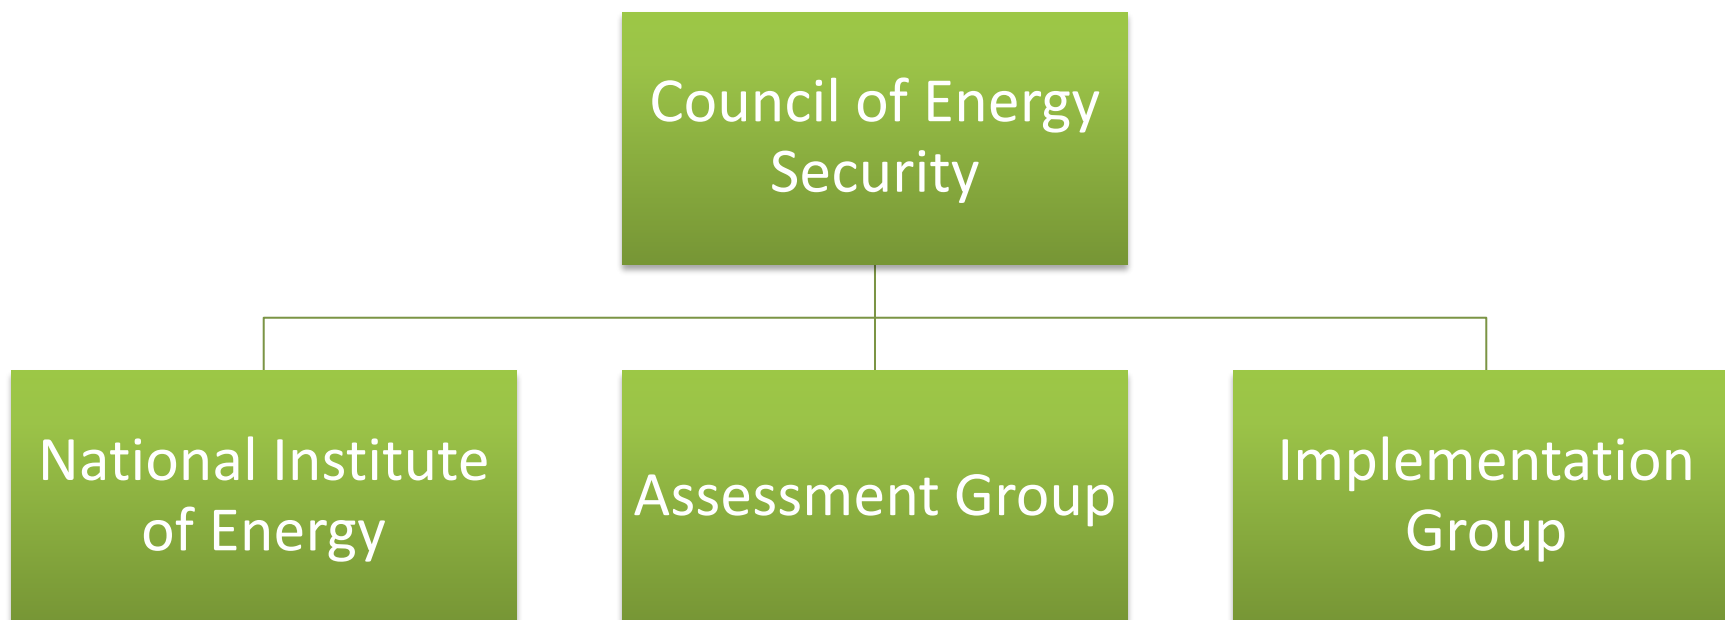 Council of Energy
Security
National Institute
of Energy
Assessment Group
Implementation
Group